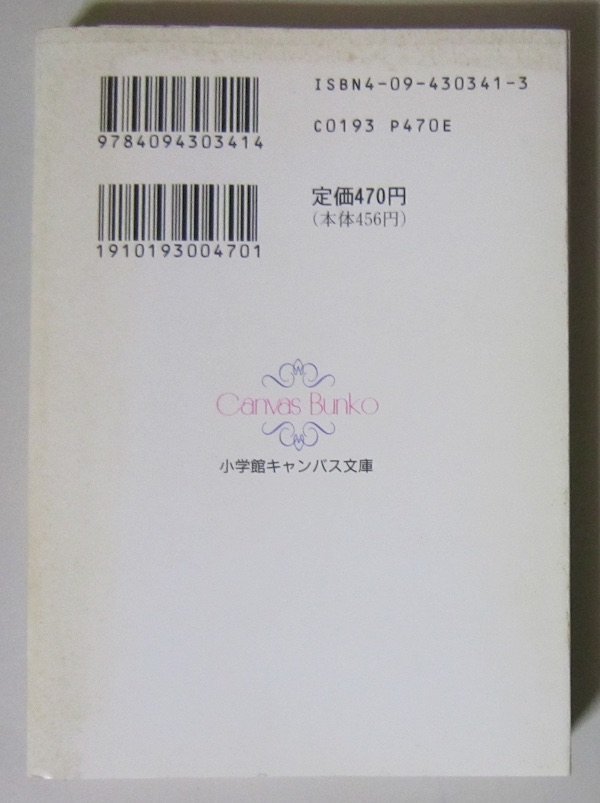 ISBN4-09-430341-3
9784094303414
C0193 P470E
定価470円
(本体456円)
1910193004701
Canvas Bunko
小学館キャンバス文庫